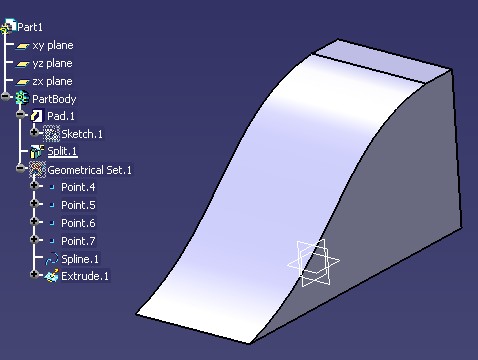 Part1
xy plane
yz plane
zx plane
PartBody
Pad.1
Sketch.1
Split.1
Geometrical Set.1
Point.4
Point.5
Point.6
Point.7
Spline.1
Extrude.1